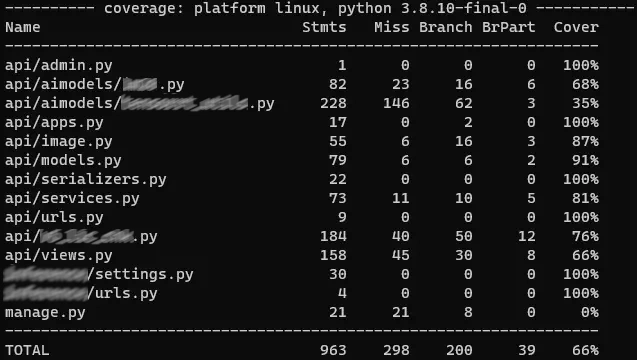 ---------- coverage: platform linux, python 3.8.10-final-0 -----------
Name Stmts Miss Branch BrPart Cover
------------------------------------------------------------------
api/admin.py 1 0 0 0 100%
api/aimodels/ .py 82 23 16 6 68%
api/aimodels/ .py 228 146 62 3 35%
api/apps.py 17 0 2 0 100%
api/image.py 55 6 16 3 87%
api/models.py 79 6 6 2 91%
api/serializers.py 22 0 0 0 100%
api/services.py 73 11 10 5 81%
api/urls.py 9 0 0 0 100%
api/ .py 184 40 50 12 76%
api/views.py 158 45 30 8 66%
/settings.py 30 0 0 0 100%
/urls.py 4 0 0 0 100%
manage.py 21 21 8 0 0%
------------------------------------------------------------------
TOTAL 963 298 200 39 66%